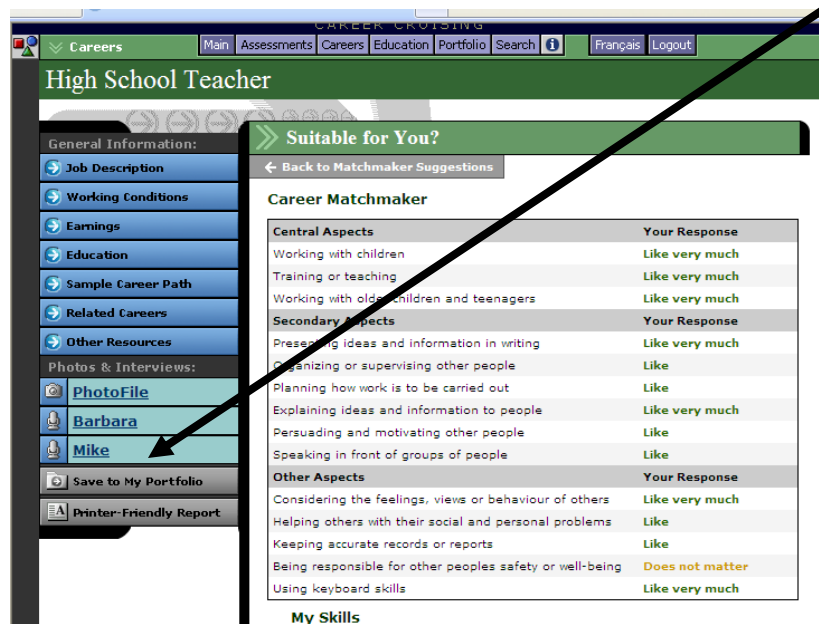 CAREER CRUISING
Careers
Main Assessments Careers Education Portfolio Search Français Logout
High School Teacher
General Information:
Job Description
Working Conditions
Earnings
Education
Sample Career Path
Related Careers
Other Resources
Photos & Interviews:
PhotoFile
Barbara
Mike
Save to My Portfolio
Printer-Friendly Report
Suitable for You?
Back to Matchmaker Suggestions
Career Matchmaker
Central Aspects Your Response
Working with children Like very much
Training or teaching Like very much
Working with older children and teenagers Like very much
Secondary Aspects Your Response
Presenting ideas and information in writing Like very much
Organizing or supervising other people Like
Planning how work is to be carried out Like
Explaining ideas and information to people Like very much
Persuading and motivating other people Like
Speaking in front of groups of people Like
Other Aspects Your Response
Considering the feelings, views or behaviour of others Like very much
Helping others with their social and personal problems Like
Keeping accurate records or reports Like
Being responsible for other peoples safety or well-being Does not matter
Using keyboard skills Like very much
My Skills